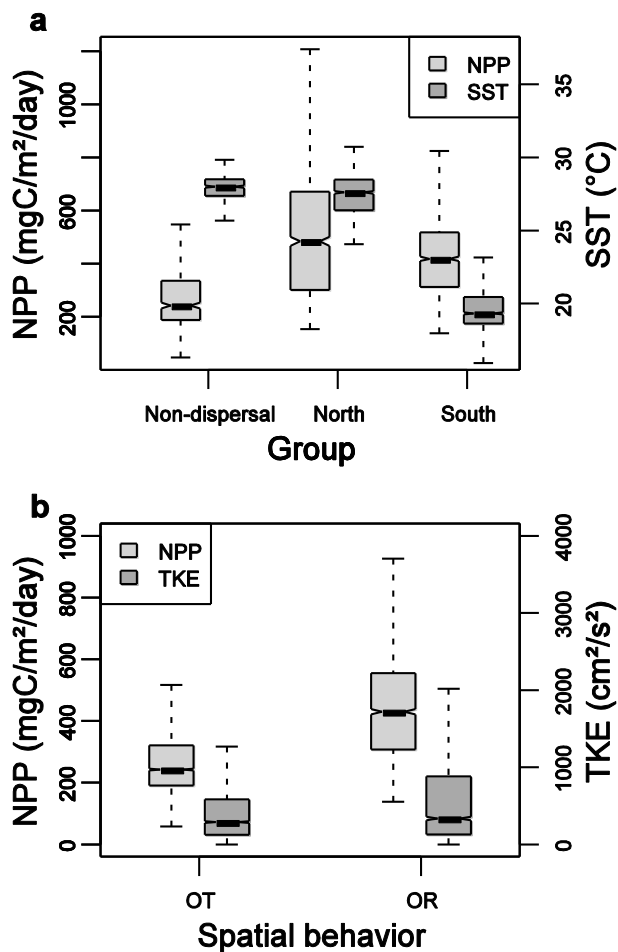 a
NPP
SST
NPP (mgC/m²/day)
200
600
1000
SST (°C)
20
25
30
35
Non-dispersal
North
South
Group
b
NPP
TKE
NPP (mgC/m²/day)
0
200
400
600
800
1000
TKE (cm²/s²)
0
1000
2000
3000
4000
OT
OR
Spatial behavior